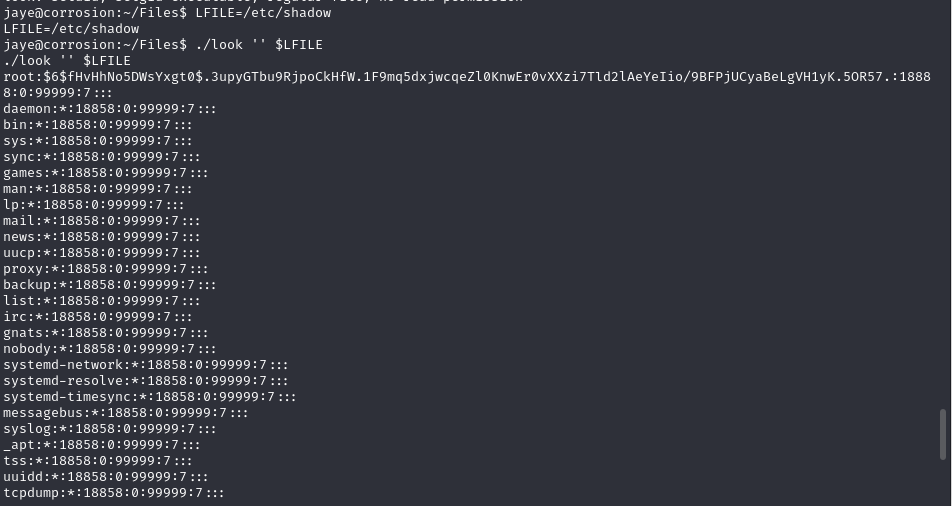 jaye@corrosion:~/Files$ LFILE=/etc/shadow
LFILE=/etc/shadow
jaye@corrosion:~/Files$ ./look '' $LFILE
./look '' $LFILE
root:$6$fHvHhNo5DWsYxgt0$.3upyGTbu9RjpoCkHfW.1F9mq5dxjwcqeZl0KnwEr0vXXzi7Tld2lAeYeIio/9BFPjUCyaBeLgVH1yK.5OR57.:1888
8:0:99999:7:::
daemon:*:18858:0:99999:7:::
bin:*:18858:0:99999:7:::
sys:*:18858:0:99999:7:::
sync:*:18858:0:99999:7:::
games:*:18858:0:99999:7:::
man:*:18858:0:99999:7:::
lp:*:18858:0:99999:7:::
mail:*:18858:0:99999:7:::
news:*:18858:0:99999:7:::
uucp:*:18858:0:99999:7:::
proxy:*:18858:0:99999:7:::
backup:*:18858:0:99999:7:::
list:*:18858:0:99999:7:::
irc:*:18858:0:99999:7:::
gnats:*:18858:0:99999:7:::
nobody:*:18858:0:99999:7:::
systemd-network:*:18858:0:99999:7:::
systemd-resolve:*:18858:0:99999:7:::
systemd-timesync:*:18858:0:99999:7:::
messagebus:*:18858:0:99999:7:::
syslog:*:18858:0:99999:7:::
_apt:*:18858:0:99999:7:::
tss:*:18858:0:99999:7:::
uuidd:*:18858:0:99999:7:::
tcpdump:*:18858:0:99999:7:::